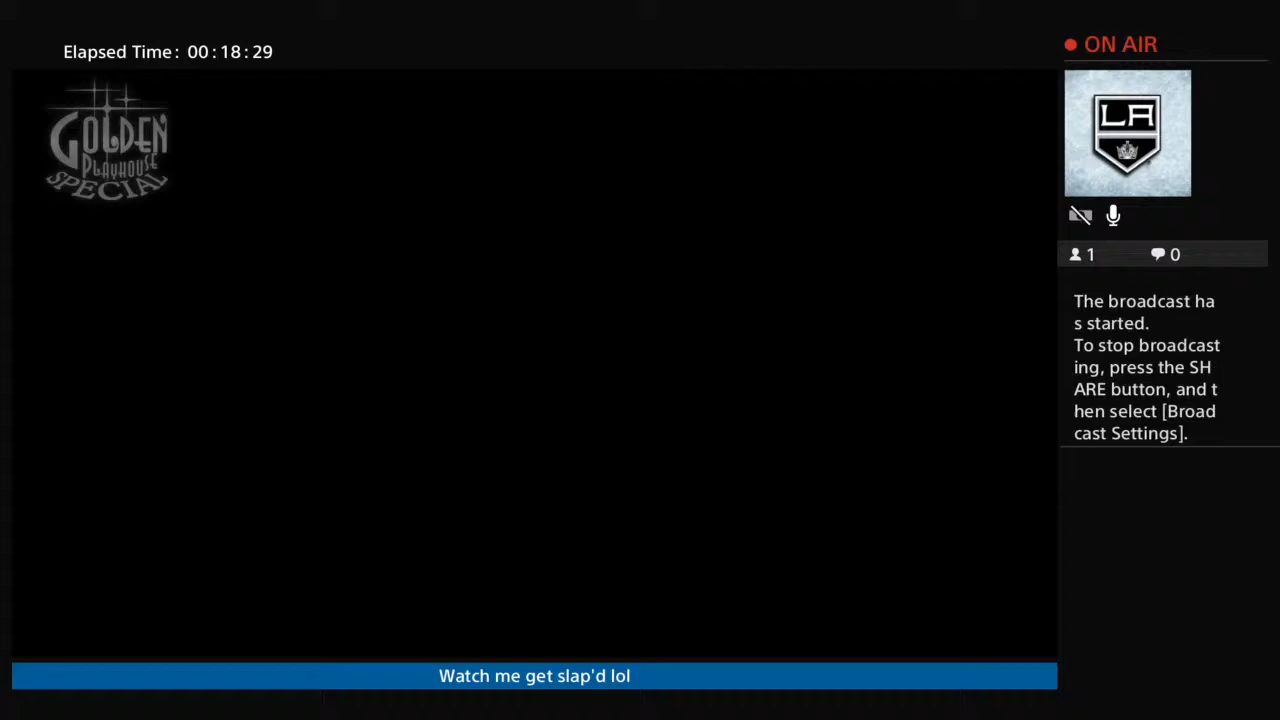 Elapsed Time: 00:18:29
ON AIR
GOLDEN
PLAYHOUSE
SPECIAL
LA
1
0
The broadcast ha
s started.
To stop broadcast
ing, press the SH
ARE button, and t
hen select [Broad
cast Settings].
Watch me get slap'd lol